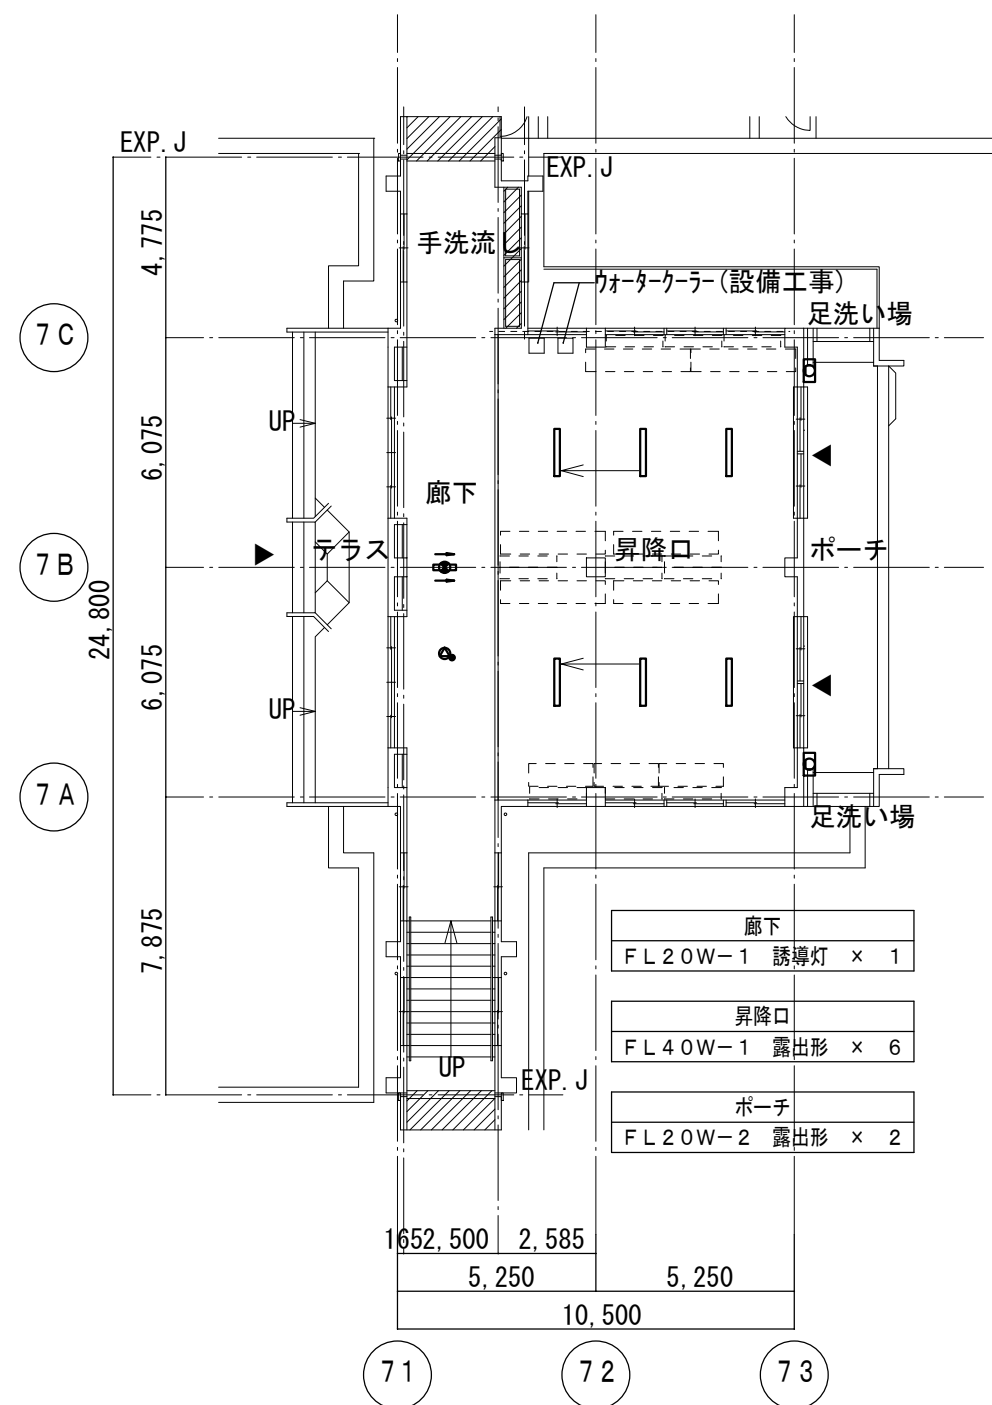 EXP.J
EXP.J
4,775
手洗流し
ウォータークーラー(設備工事)
足洗い場
7C
UP
6,075
廊下
テラス
昇降口
ポーチ
7B
24,800
6,075
UP
7A
足洗い場
7,875
廊下
FL20W-1 誘導灯 × 1
昇降口
FL40W-1 露出形 × 6
UP
EXP.J
ポーチ
FL20W-2 露出形 × 2
165
2,500
2,585
5,250
5,250
10,500
71
72
73